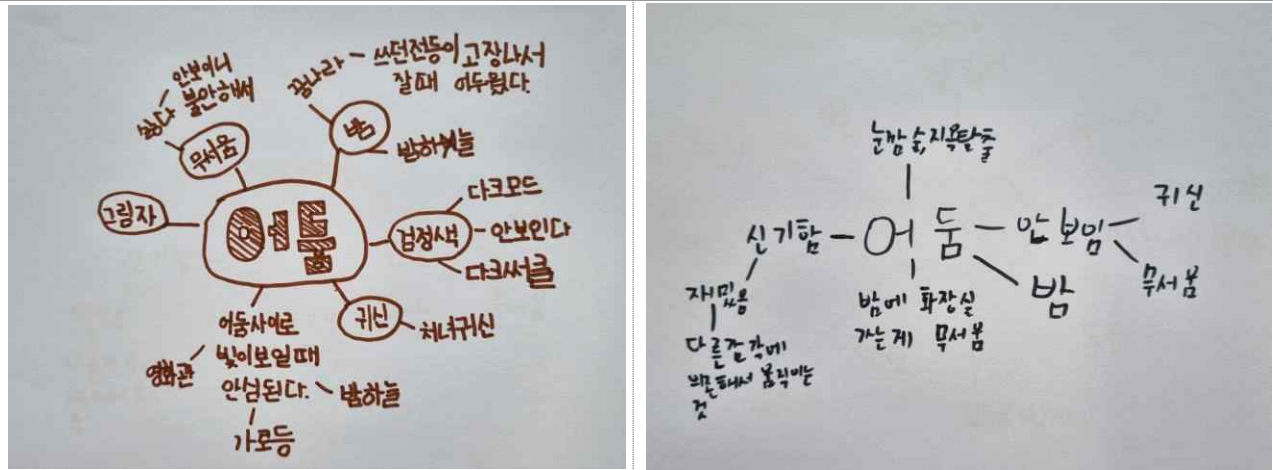 안보이니
불안해서
싫다
무서움
꿈나라 - 쓰던전등이 고장나서
잘때 어두웠다.
밤
밤하늘
그림자
어둠
검정색
다크모드
안보인다
다크써클
귀신
처녀귀신
어둠사이로
빛이보일때
안심된다.
영화관
밤하늘
가로등
눈깜술, 지옥탈출
신기함
어둠
안보임
귀신
무서붐
밤
밤에 화장실
가는게 무서붐
재밌음
다른감각에
의존해서 움직이는
것